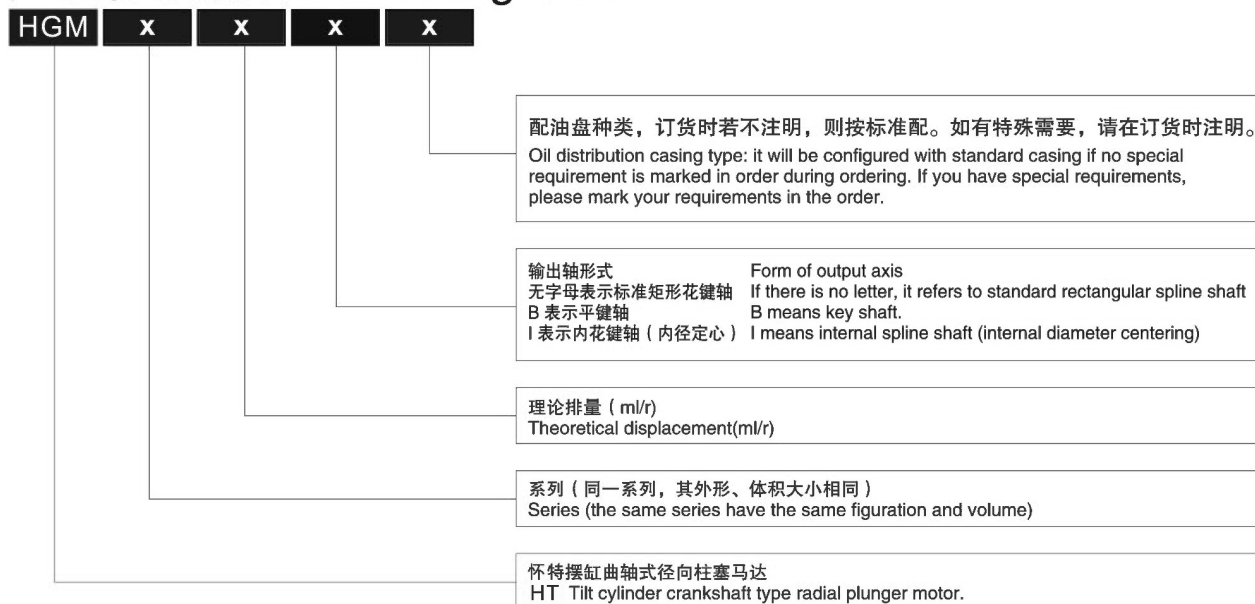 HGM x x x x
配油盘种类，订货时若不注明，则按标准配。如有特殊需要，请在订货时注明。
Oil distribution casing type: it will be configured with standard casing if no special
requirement is marked in order during ordering. If you have special requirements,
please mark your requirements in the order.
输出轴形式 Form of output axis
无字母表示标准矩形花键轴 If there is no letter, it refers to standard rectangular spline shaft
B 表示平键轴 B means key shaft.
I 表示内花键轴（内径定心） I means internal spline shaft (internal diameter centering)
理论排量（ml/r)
Theoretical displacement(ml/r)
系列（同一系列，其外形、体积大小相同）
Series (the same series have the same figuration and volume)
怀特摆缸曲轴式径向柱塞马达
HT Tilt cylinder crankshaft type radial plunger motor.